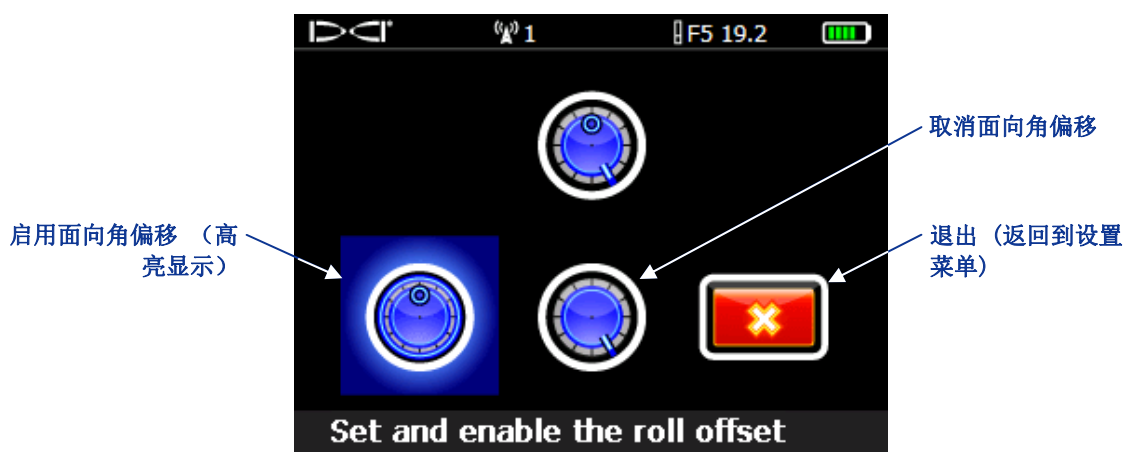 DCI 1 F5 19.2
取消面向角偏移
启用面向角偏移 （高
亮显示）
退出 (返回到设置
菜单)
Set and enable the roll offset